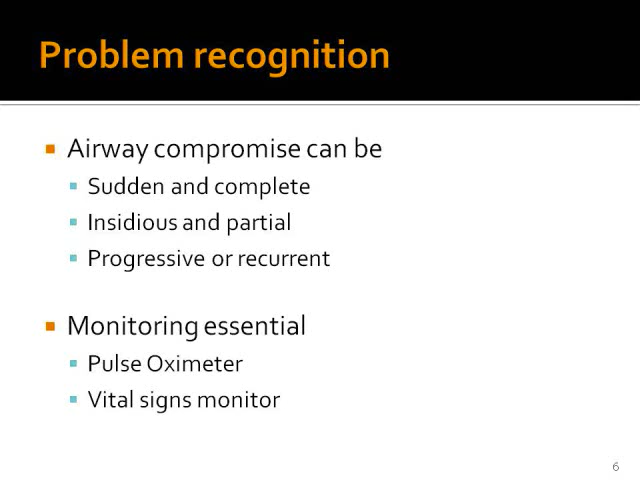 Problem recognition
Airway compromise can be
Sudden and complete
Insidious and partial
Progressive or recurrent
Monitoring essential
Pulse Oximeter
Vital signs monitor
6